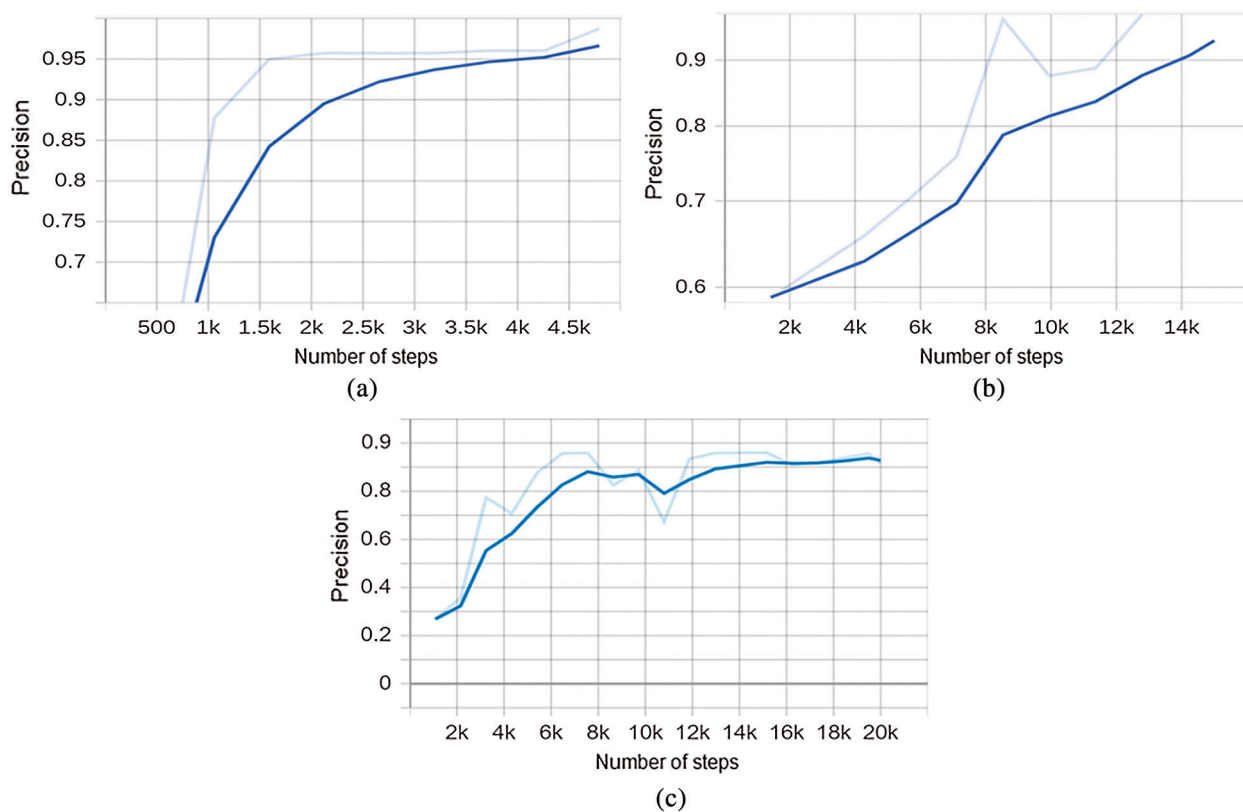 0.95
0.9
0.85
0.8
0.75
0.7
Precision
500 1k 1.5k 2k 2.5k 3k 3.5k 4k 4.5k
Number of steps
(a)
0.9
0.8
0.7
0.6
Precision
2k 4k 6k 8k 10k 12k 14k
Number of steps
(b)
0.9
0.8
0.6
0.4
0.2
0
Precision
2k 4k 6k 8k 10k 12k 14k 16k 18k 20k
Number of steps
(c)